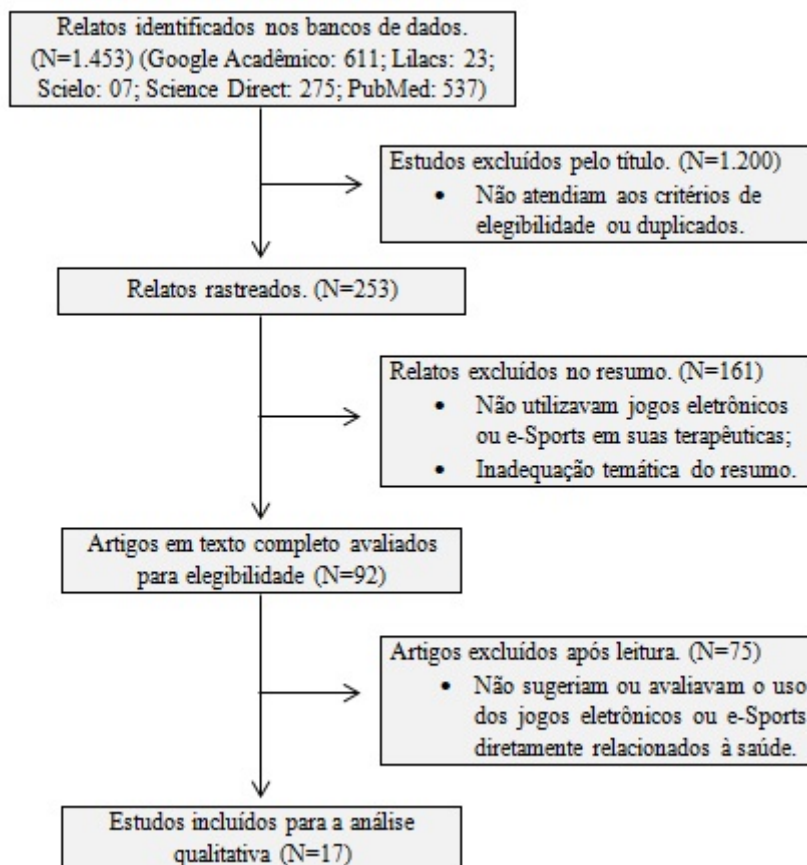 Relatos identificados nos bancos de dados.
(N=1.453) (Google Acadêmico: 611; Lilacs: 23;
Scielo: 07; Science Direct: 275; PubMed: 537)
Estudos excluídos pelo título. (N=1.200)
• Não atendiam aos critérios de
elegibilidade ou duplicados.
Relatos rastreados. (N=253)
Relatos excluídos no resumo. (N=161)
• Não utilizavam jogos eletrônicos
ou e-Sports em suas terapêuticas;
• Inadequação temática do resumo.
Artigos em texto completo avaliados
para elegibilidade (N=92)
Artigos excluídos após leitura. (N=75)
• Não sugeriam ou avaliavam o uso
dos jogos eletrônicos ou e-Sports
diretamente relacionados à saúde.
Estudos incluídos para a análise
qualitativa (N=17)